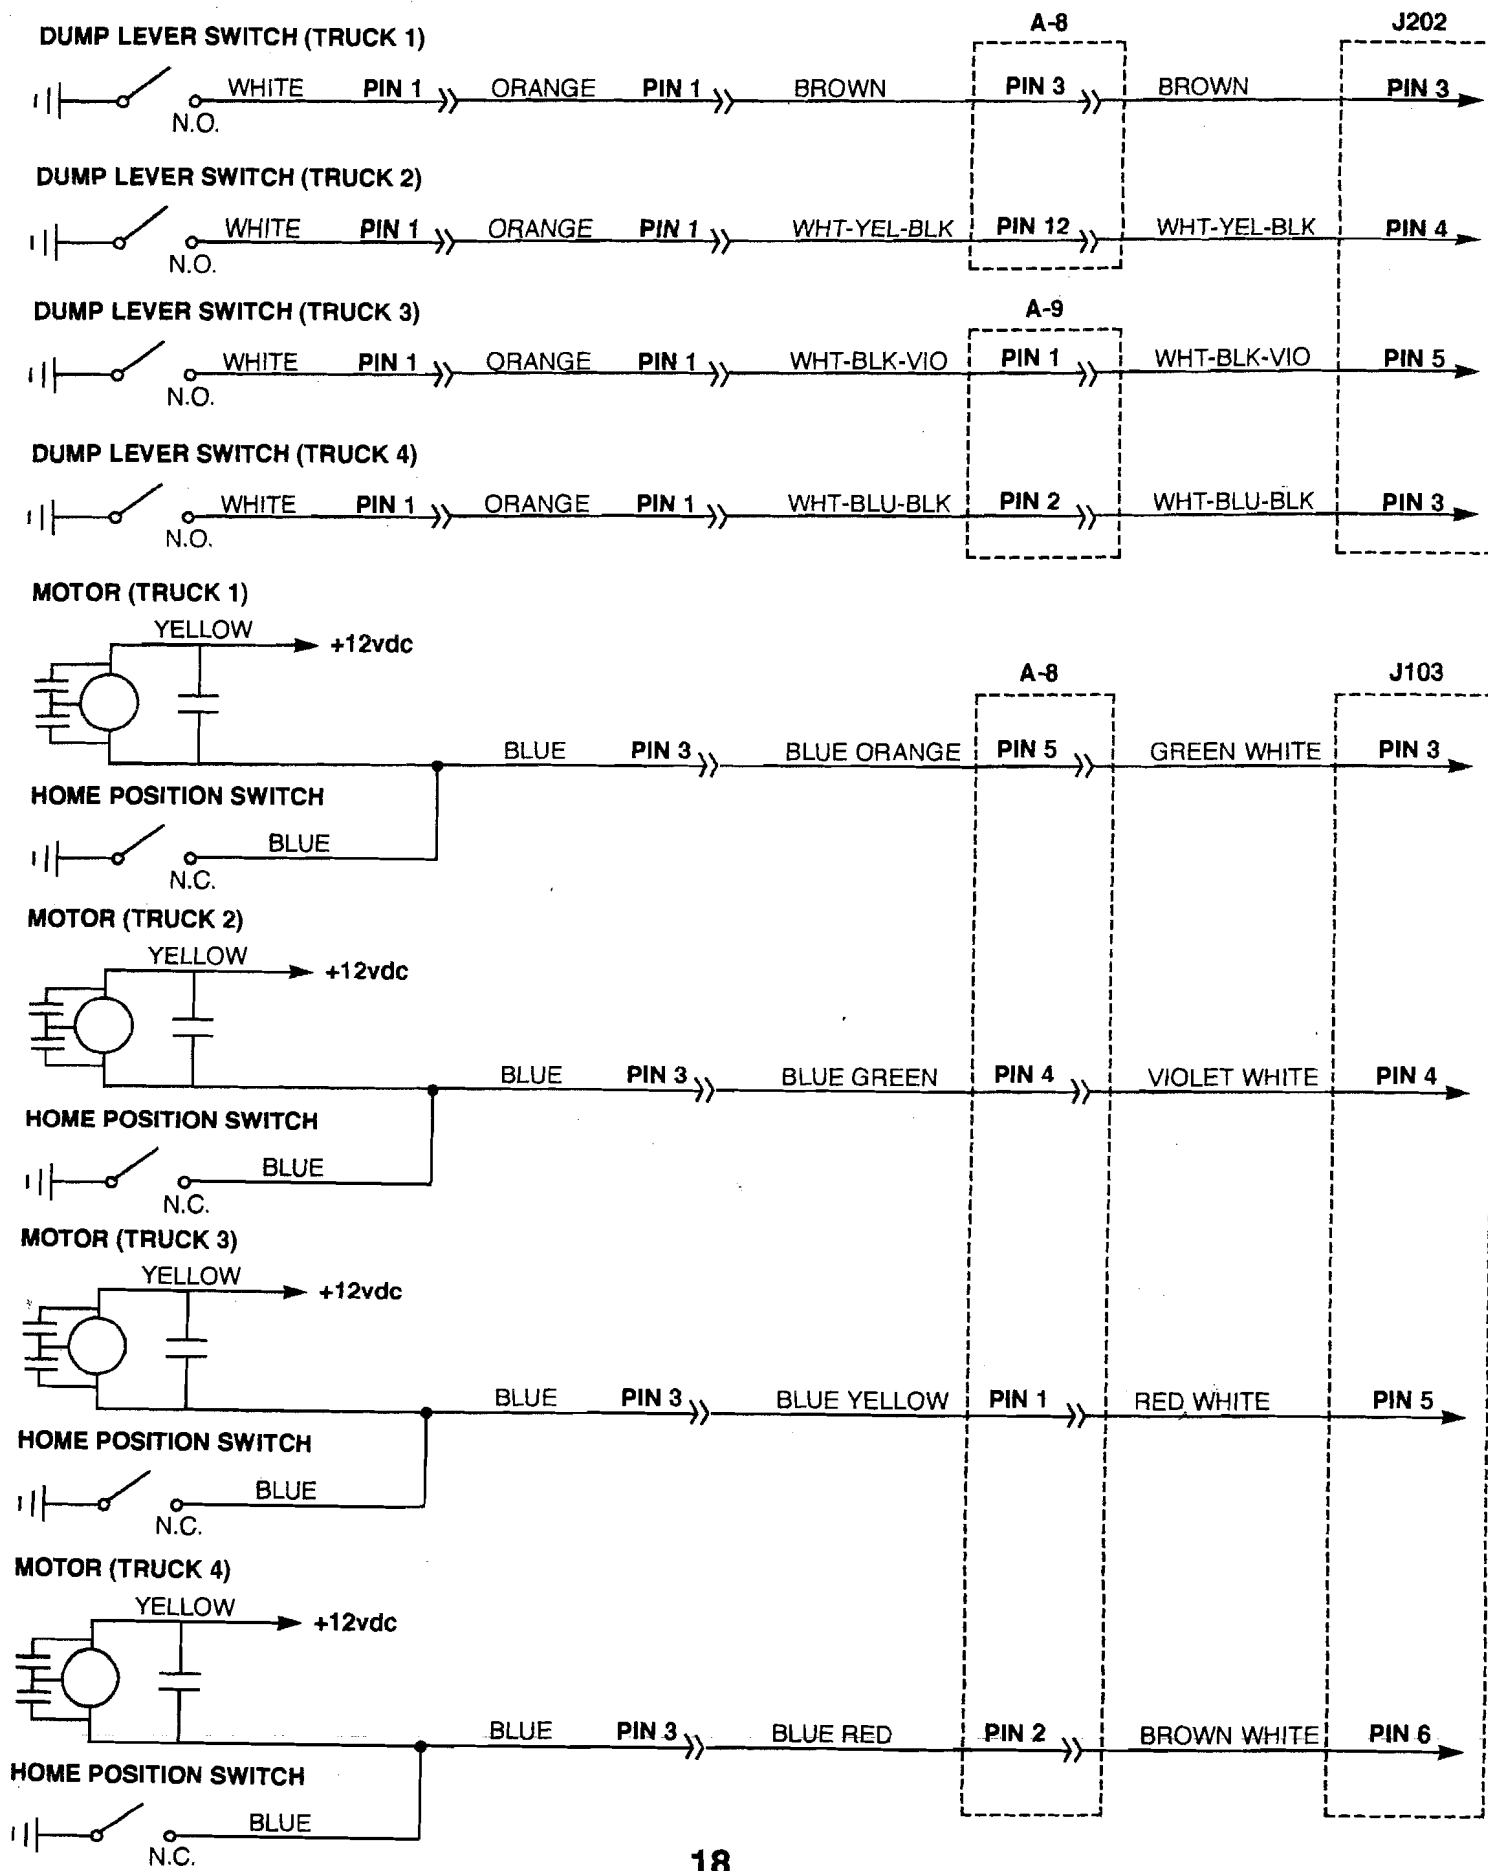 A-8 J202
DUMP LEVER SWITCH (TRUCK 1)
WHITE PIN 1 ORANGE PIN 1 BROWN PIN 3 BROWN PIN 3
N.O.
DUMP LEVER SWITCH (TRUCK 2)
WHITE PIN 1 ORANGE PIN 1 WHT-YEL-BLK PIN 12 WHT-YEL-BLK PIN 4
N.O.
DUMP LEVER SWITCH (TRUCK 3) A-9
WHITE PIN 1 ORANGE PIN 1 WHT-BLK-VIO PIN 1 WHT-BLK-VIO PIN 5
N.O.
DUMP LEVER SWITCH (TRUCK 4)
WHITE PIN 1 ORANGE PIN 1 WHT-BLU-BLK PIN 2 WHT-BLU-BLK PIN 3
N.O.
MOTOR (TRUCK 1)
YELLOW +12vdc
A-8 J103
BLUE PIN 3 BLUE ORANGE PIN 5 GREEN WHITE PIN 3
HOME POSITION SWITCH
BLUE
N.C.
MOTOR (TRUCK 2)
YELLOW +12vdc
BLUE PIN 3 BLUE GREEN PIN 4 VIOLET WHITE PIN 4
HOME POSITION SWITCH
BLUE
N.C.
MOTOR (TRUCK 3)
YELLOW +12vdc
BLUE PIN 3 BLUE YELLOW PIN 1 RED WHITE PIN 5
HOME POSITION SWITCH
BLUE
N.C.
MOTOR (TRUCK 4)
YELLOW +12vdc
BLUE PIN 3 BLUE RED PIN 2 BROWN WHITE PIN 6
HOME POSITION SWITCH
BLUE
N.C.
18